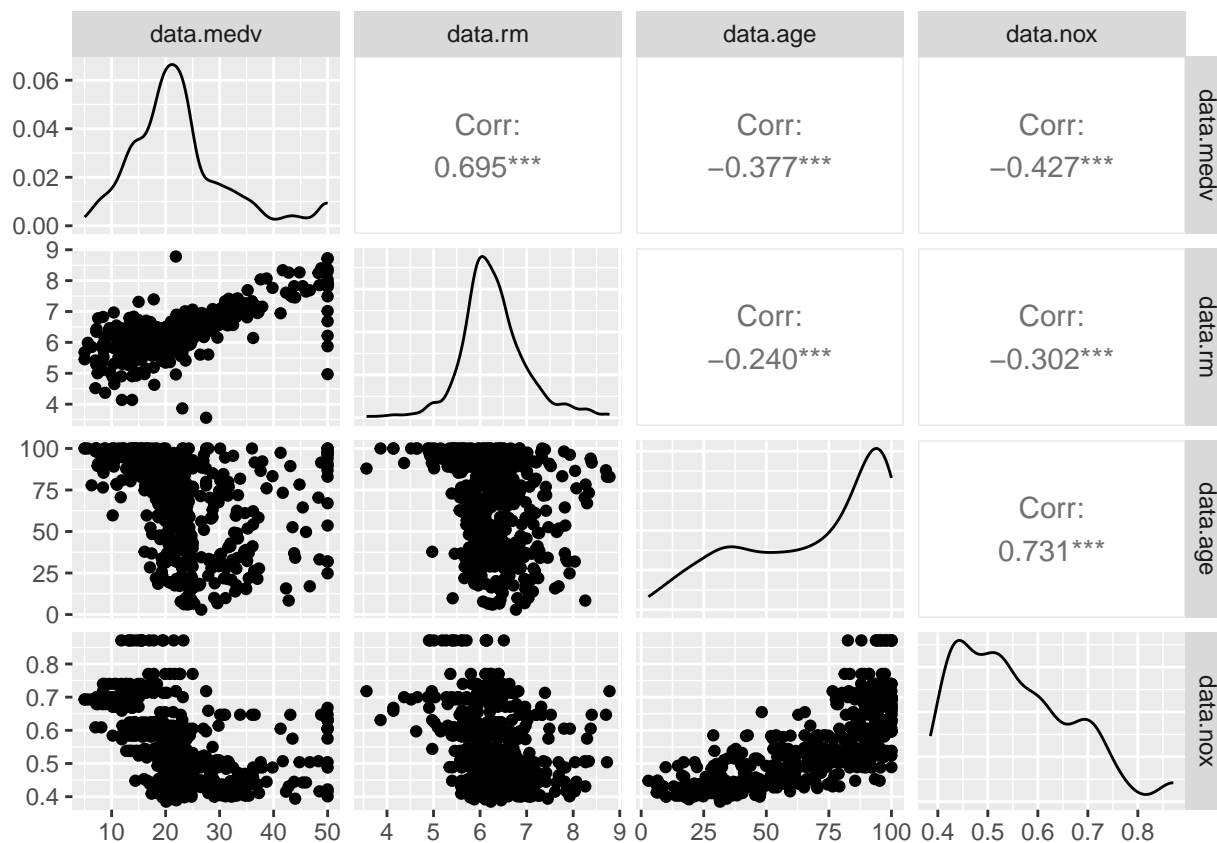 data.medv data.rm data.age data.nox
0.06
0.04
0.02
0.00
Corr:
0.695***
Corr:
−0.377***
Corr:
−0.427***
data.medv
9
8
7
6
5
4
Corr:
−0.240***
Corr:
−0.302***
data.rm
100
75
50
25
0
Corr:
0.731***
data.age
0.8
0.7
0.6
0.5
0.4
data.nox
10 20 30 40 50 4 5 6 7 8 9 0 25 50 75 100 0.4 0.5 0.6 0.7 0.8